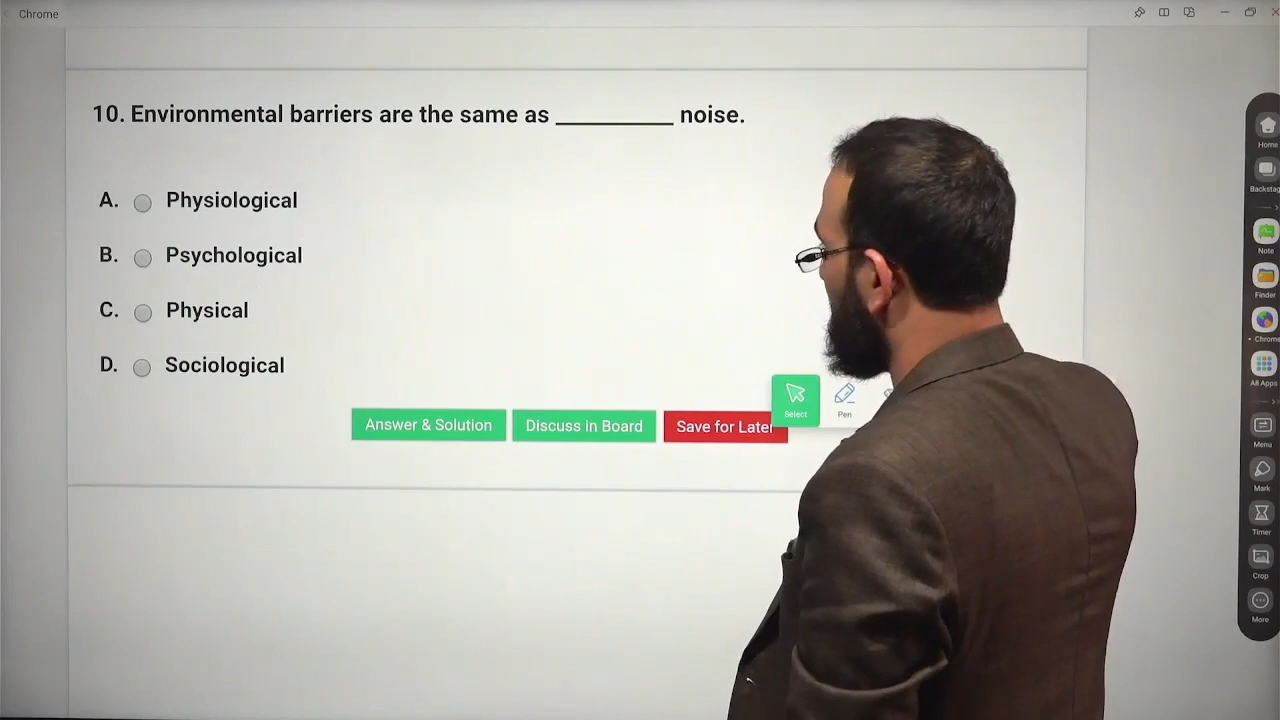 Chrome
10. Environmental barriers are the same as __________ noise.
A. Physiological
B. Psychological
C. Physical
D. Sociological
Answer & Solution
Discuss in Board
Save for Later
Select
Pen
Home
Backstag
Note
Finder
Chrome
All Apps
Menu
Mark
Timer
Crop
More